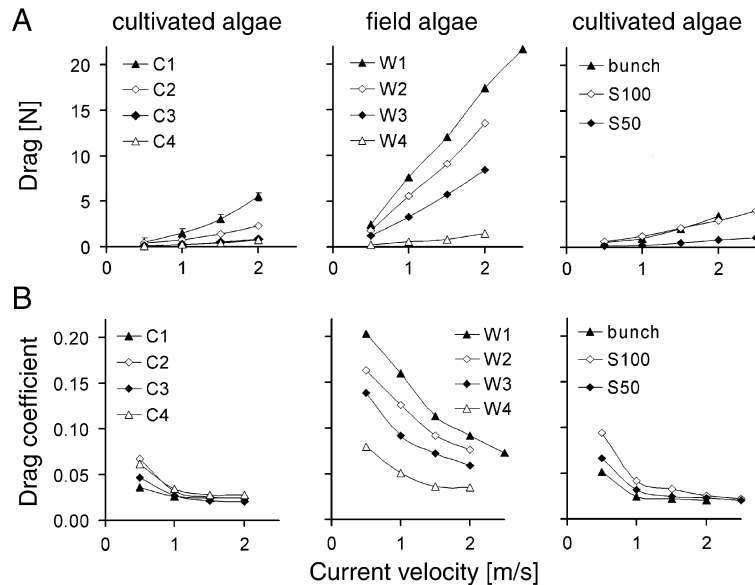 A
cultivated algae
field algae
cultivated algae
Drag [N]
20
15
10
5
0
C1
C2
C3
C4
W1
W2
W3
W4
bunch
S100
S50
0 1 2
0 1 2
0 1 2
B
Drag coefficient
0.20
0.15
0.10
0.05
0.00
C1
C2
C3
C4
W1
W2
W3
W4
bunch
S100
S50
0 1 2
0 1 2
0 1 2
Current velocity [m/s]